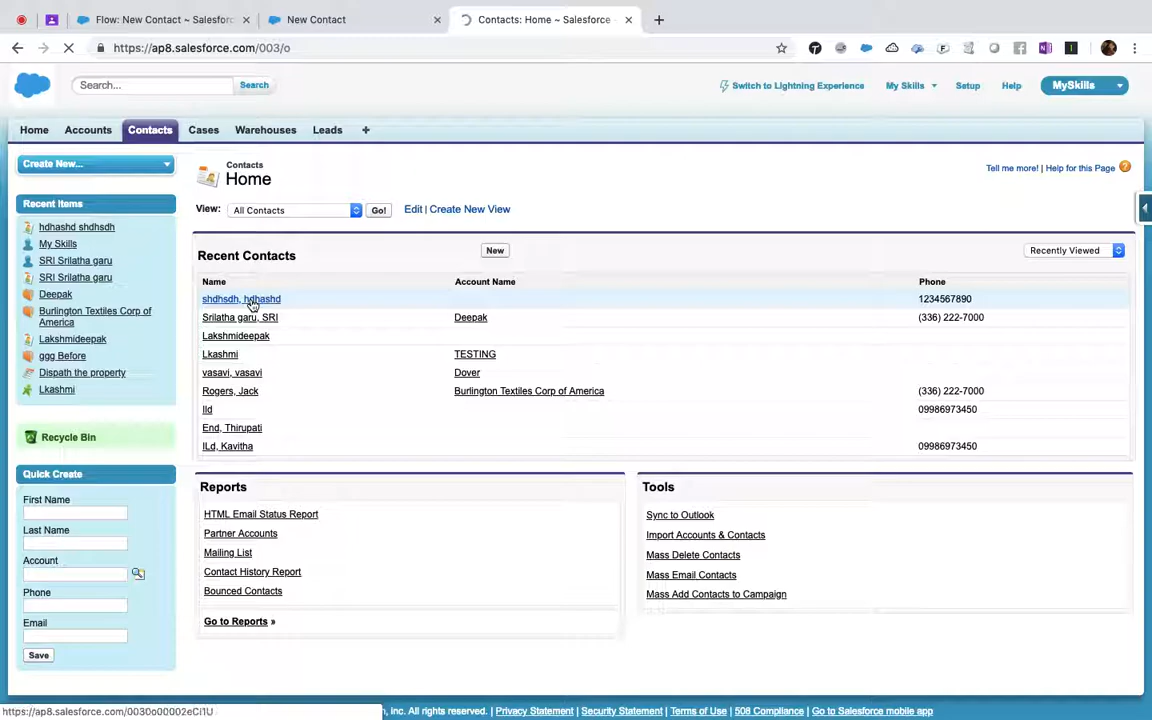 Flow: New Contact ~ Salesforc
New Contact
Contacts: Home ~ Salesforce
https://ap8.salesforce.com/003/o
Search...
Search
Switch to Lightning Experience
My Skills
Setup
Help
MySkills
Home
Accounts
Contacts
Cases
Warehouses
Leads
Create New...
Contacts
Home
Tell me more! | Help for this Page
View:
All Contacts
Go!
Edit | Create New View
Recent Items
hdhashd shdhsdh
My Skills
SRI Srilatha garu
SRI Srilatha garu
Deepak
Burlington Textiles Corp of
America
Lakshmideepak
ggg Before
Dispath the property
Lkashmi
Recycle Bin
Quick Create
First Name
Last Name
Account
Phone
Email
Save
Recent Contacts
New
Recently Viewed
Name Account Name Phone
shdhsdh, hdhashd 1234567890
Srilatha garu, SRI Deepak (336) 222-7000
Lakshmideepak
Lkashmi TESTING
vasavi, vasavi Dover
Rogers, Jack Burlington Textiles Corp of America (336) 222-7000
09986973450
End, Thirupati
ILd, Kavitha 09986973450
Reports
HTML Email Status Report
Partner Accounts
Mailing List
Contact History Report
Bounced Contacts
Go to Reports »
Tools
Sync to Outlook
Import Accounts & Contacts
Mass Delete Contacts
Mass Email Contacts
Mass Add Contacts to Campaign
, inc. All rights reserved. | Privacy Statement | Security Statement | Terms of Use | 508 Compliance | Go to Salesforce mobile app